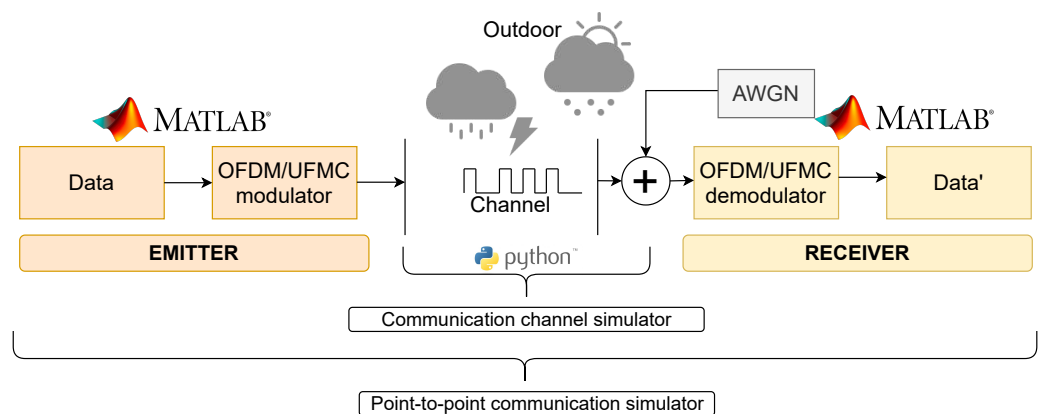 Outdoor
AWGN
MATLAB®
MATLAB®
Data
OFDM/UFMC
modulator
Channel
+
OFDM/UFMC
demodulator
Data'
EMITTER
python™
RECEIVER
Communication channel simulator
Point-to-point communication simulator